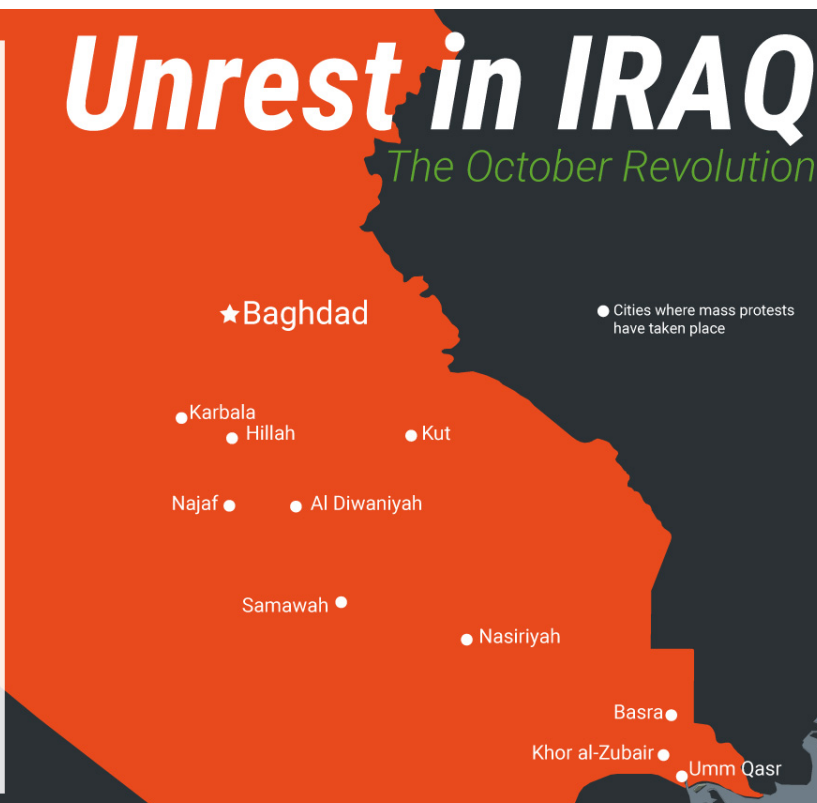 Unrest in IRAQ
The October Revolution
Baghdad
Cities where mass protests
have taken place
Karbala
Hillah
Kut
Najaf
Al Diwaniyah
Samawah
Nasiriyah
Basra
Khor al-Zubair
Umm Qasr